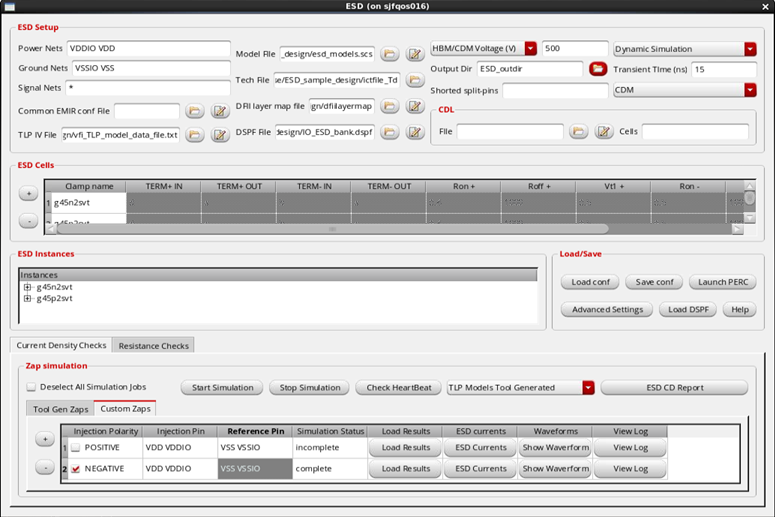 ESD (on sjfqos016)
ESD Setup
Power Nets VDDIO VDD
Ground Nets VSSIO VSS
Signal Nets *
Common EMIR conf File
TLP IV File gn/vfi_TLP_model_data_file.txt
Model File _design/esd_models.scs
Tech File e/ESD_sample_design/ictfile_Td
DFII layer map file gn/dfiilayermap
DSPF File design/IO_ESD_bank.dspf
HBM/CDM Voltage (V) 500 Dynamic Simulation
Output Dir ESD_outdir Transient Time (ns) 15
Shorted split-pins CDM
CDL
File Cells
ESD Cells
+
-
Clamp name TERM+ IN TERM+ OUT TERM- IN TERM- OUT Ron + Roff + Vt1 + Ron -
1 g45n2svt
ESD Instances
Instances
g45n2svt
g45p2svt
Load/Save
Load conf Save conf Launch PERC
Advanced Settings Load DSPF Help
Current Density Checks Resistance Checks
Zap simulation
Deselect All Simulation Jobs Start Simulation Stop Simulation Check HeartBeat TLP Models Tool Generated ESD CD Report
Tool Gen Zaps Custom Zaps
+
-
Injection Polarity Injection Pin Reference Pin Simulation Status Load Results ESD currents Waveforms View Log
1 POSITIVE VDD VDDIO VSS VSSIO incomplete Load Results ESD Currents Show Waveform View Log
2 NEGATIVE VDD VDDIO VSS VSSIO complete Load Results ESD Currents Show Waveform View Log